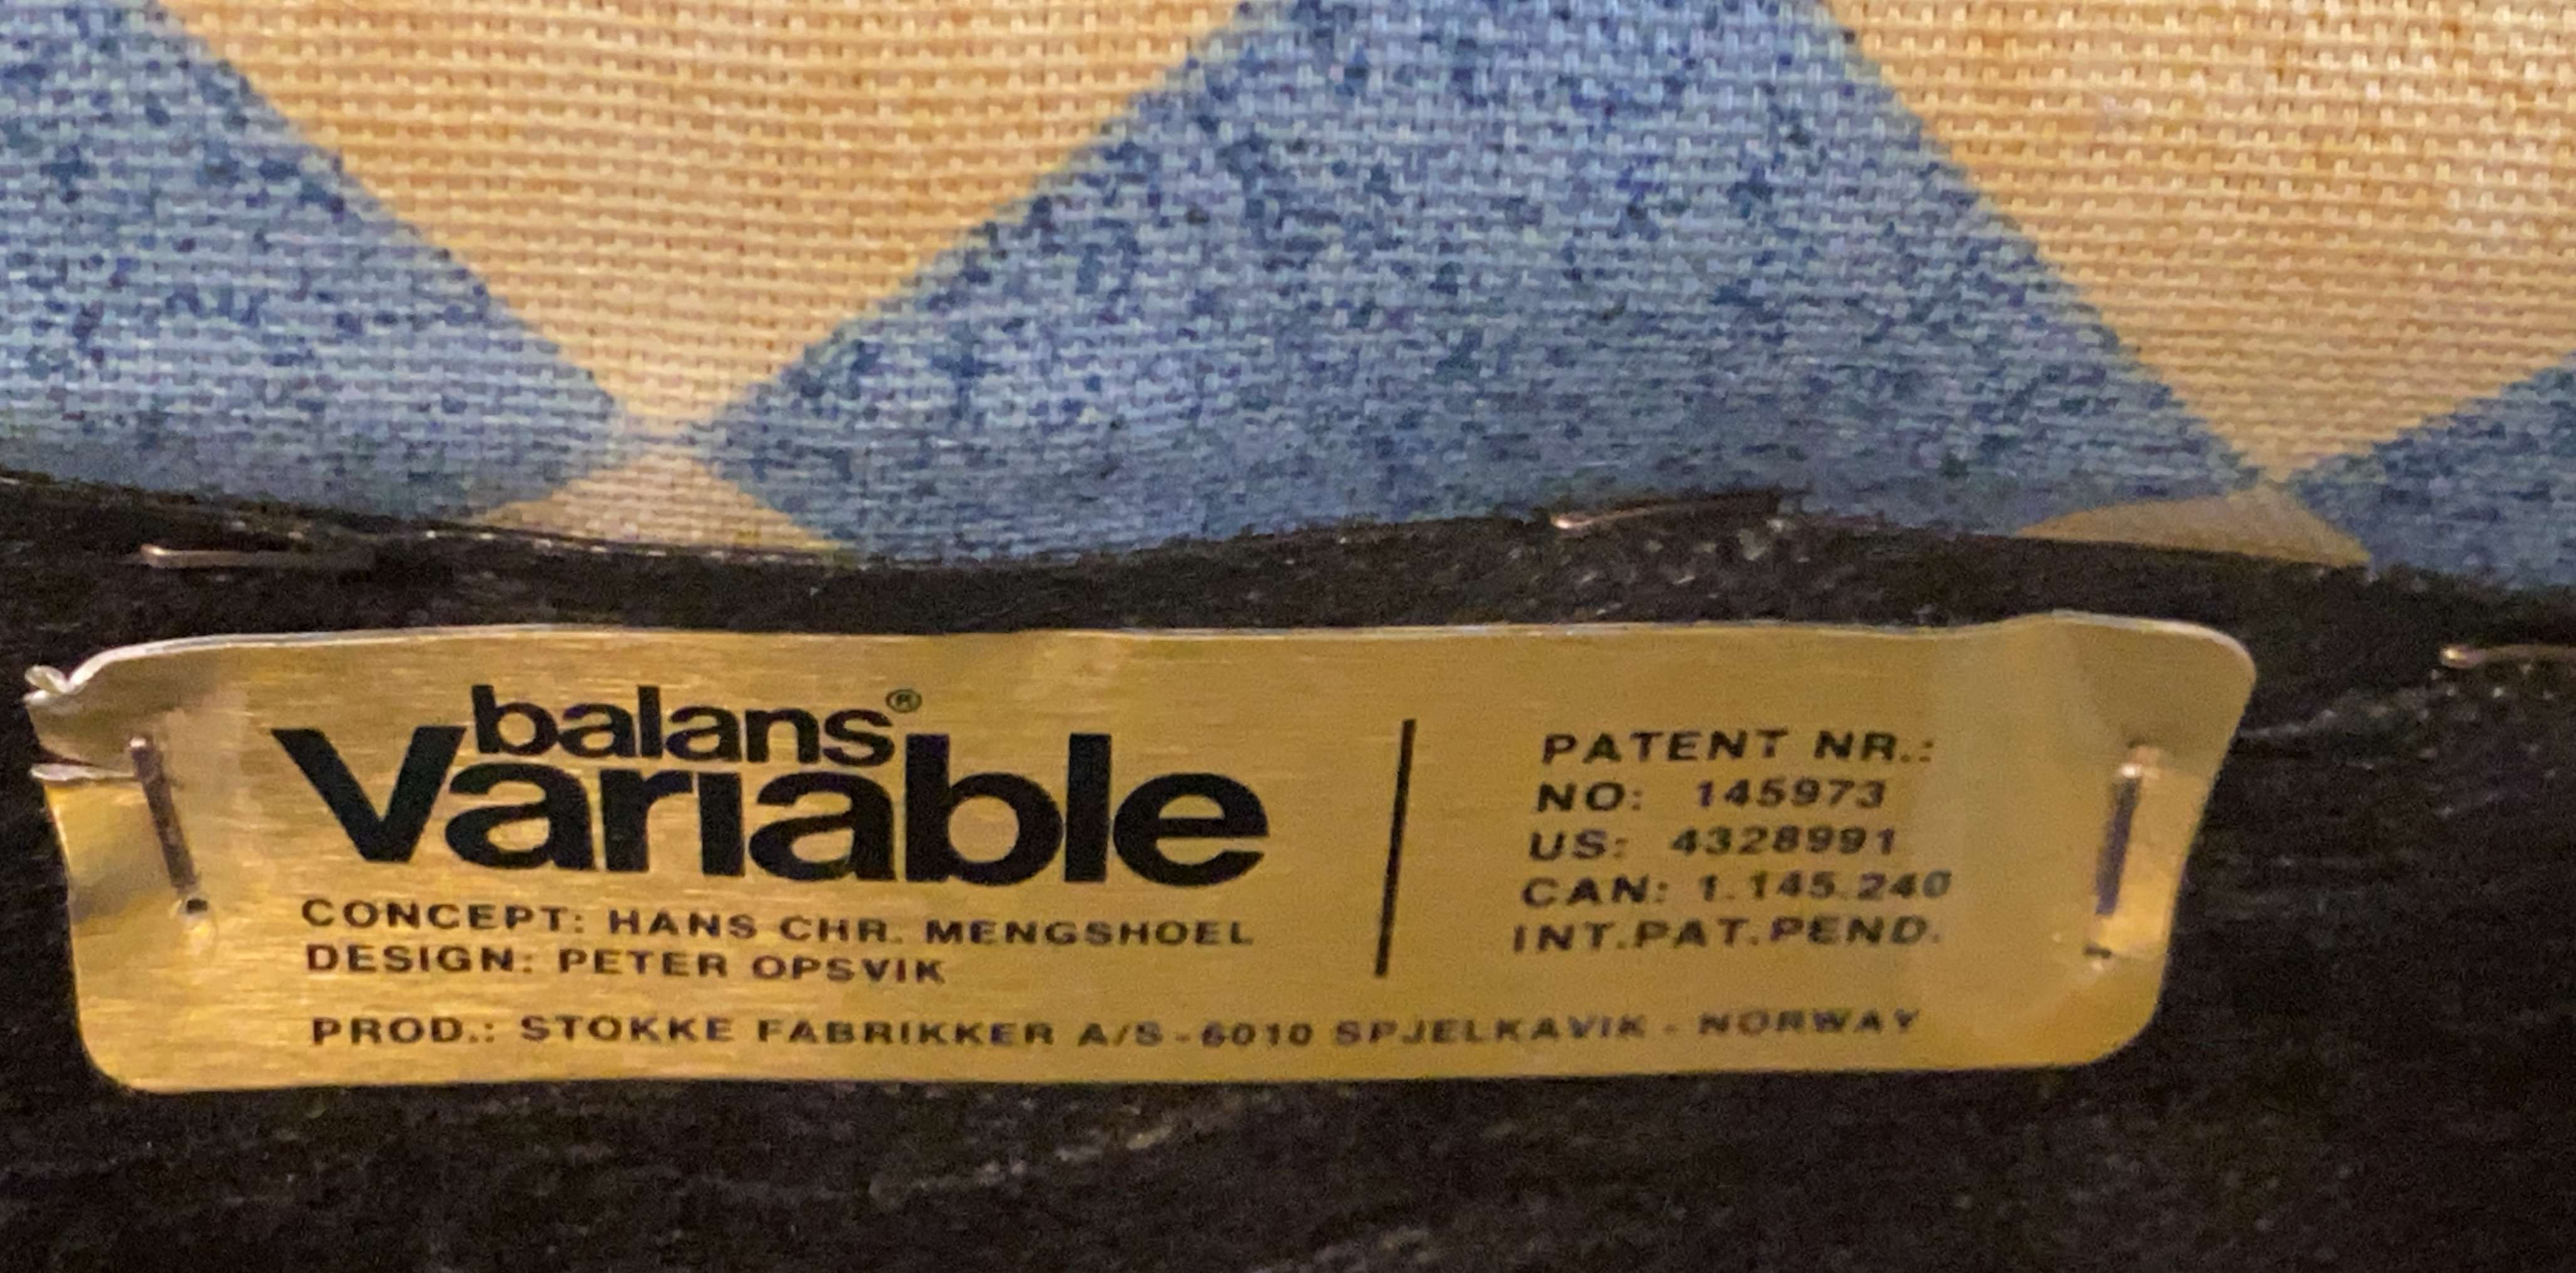 balans®
Variable
CONCEPT: HANS CHR. MENGSHOEL
DESIGN: PETER OPSVIK
PROD.: STOKKE FABRIKKER A/S - 6010 SPJELKAVIK - NORWAY
PATENT NR.:
NO: 145973
US: 4328991
CAN: 1.145.240
INT.PAT.PEND.